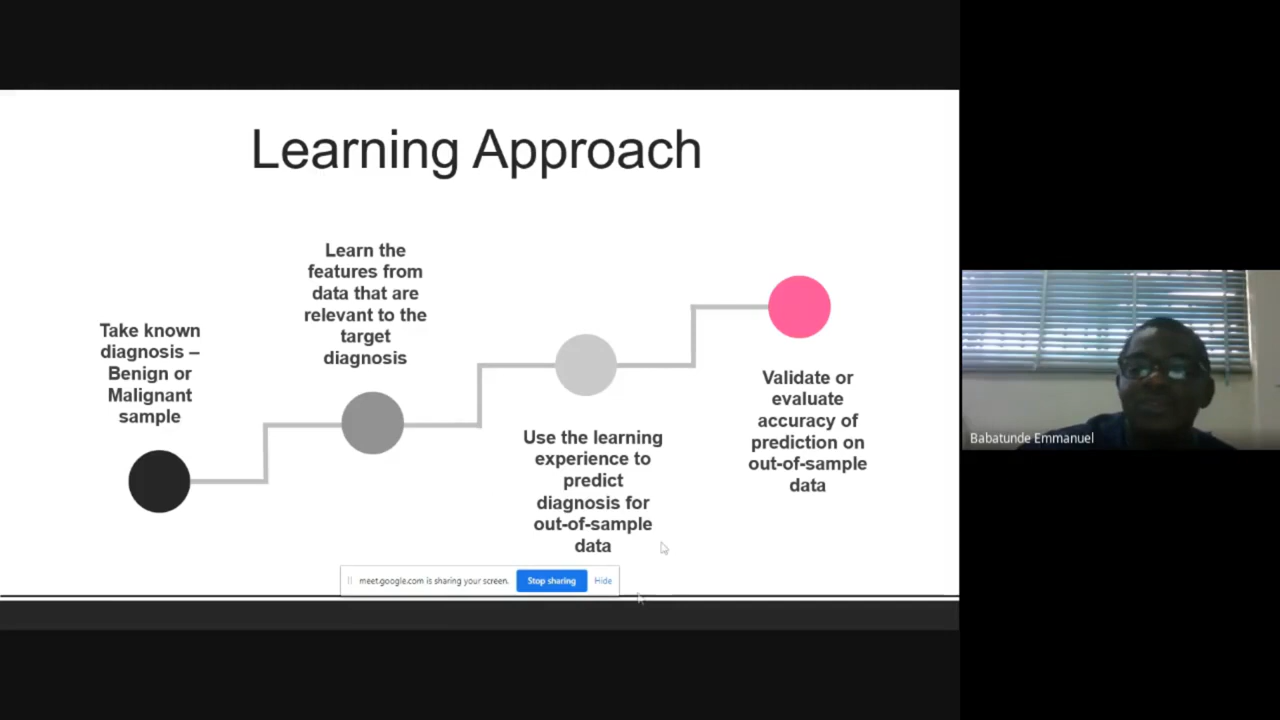 Learning Approach
Take known
diagnosis –
Benign or
Malignant
sample
Learn the
features from
data that are
relevant to the
target
diagnosis
Use the learning
experience to
predict
diagnosis for
out-of-sample
data
Validate or
evaluate
accuracy of
prediction on
out-of-sample
data
meet.google.com is sharing your screen.
Stop sharing
Hide
Babatunde Emmanuel